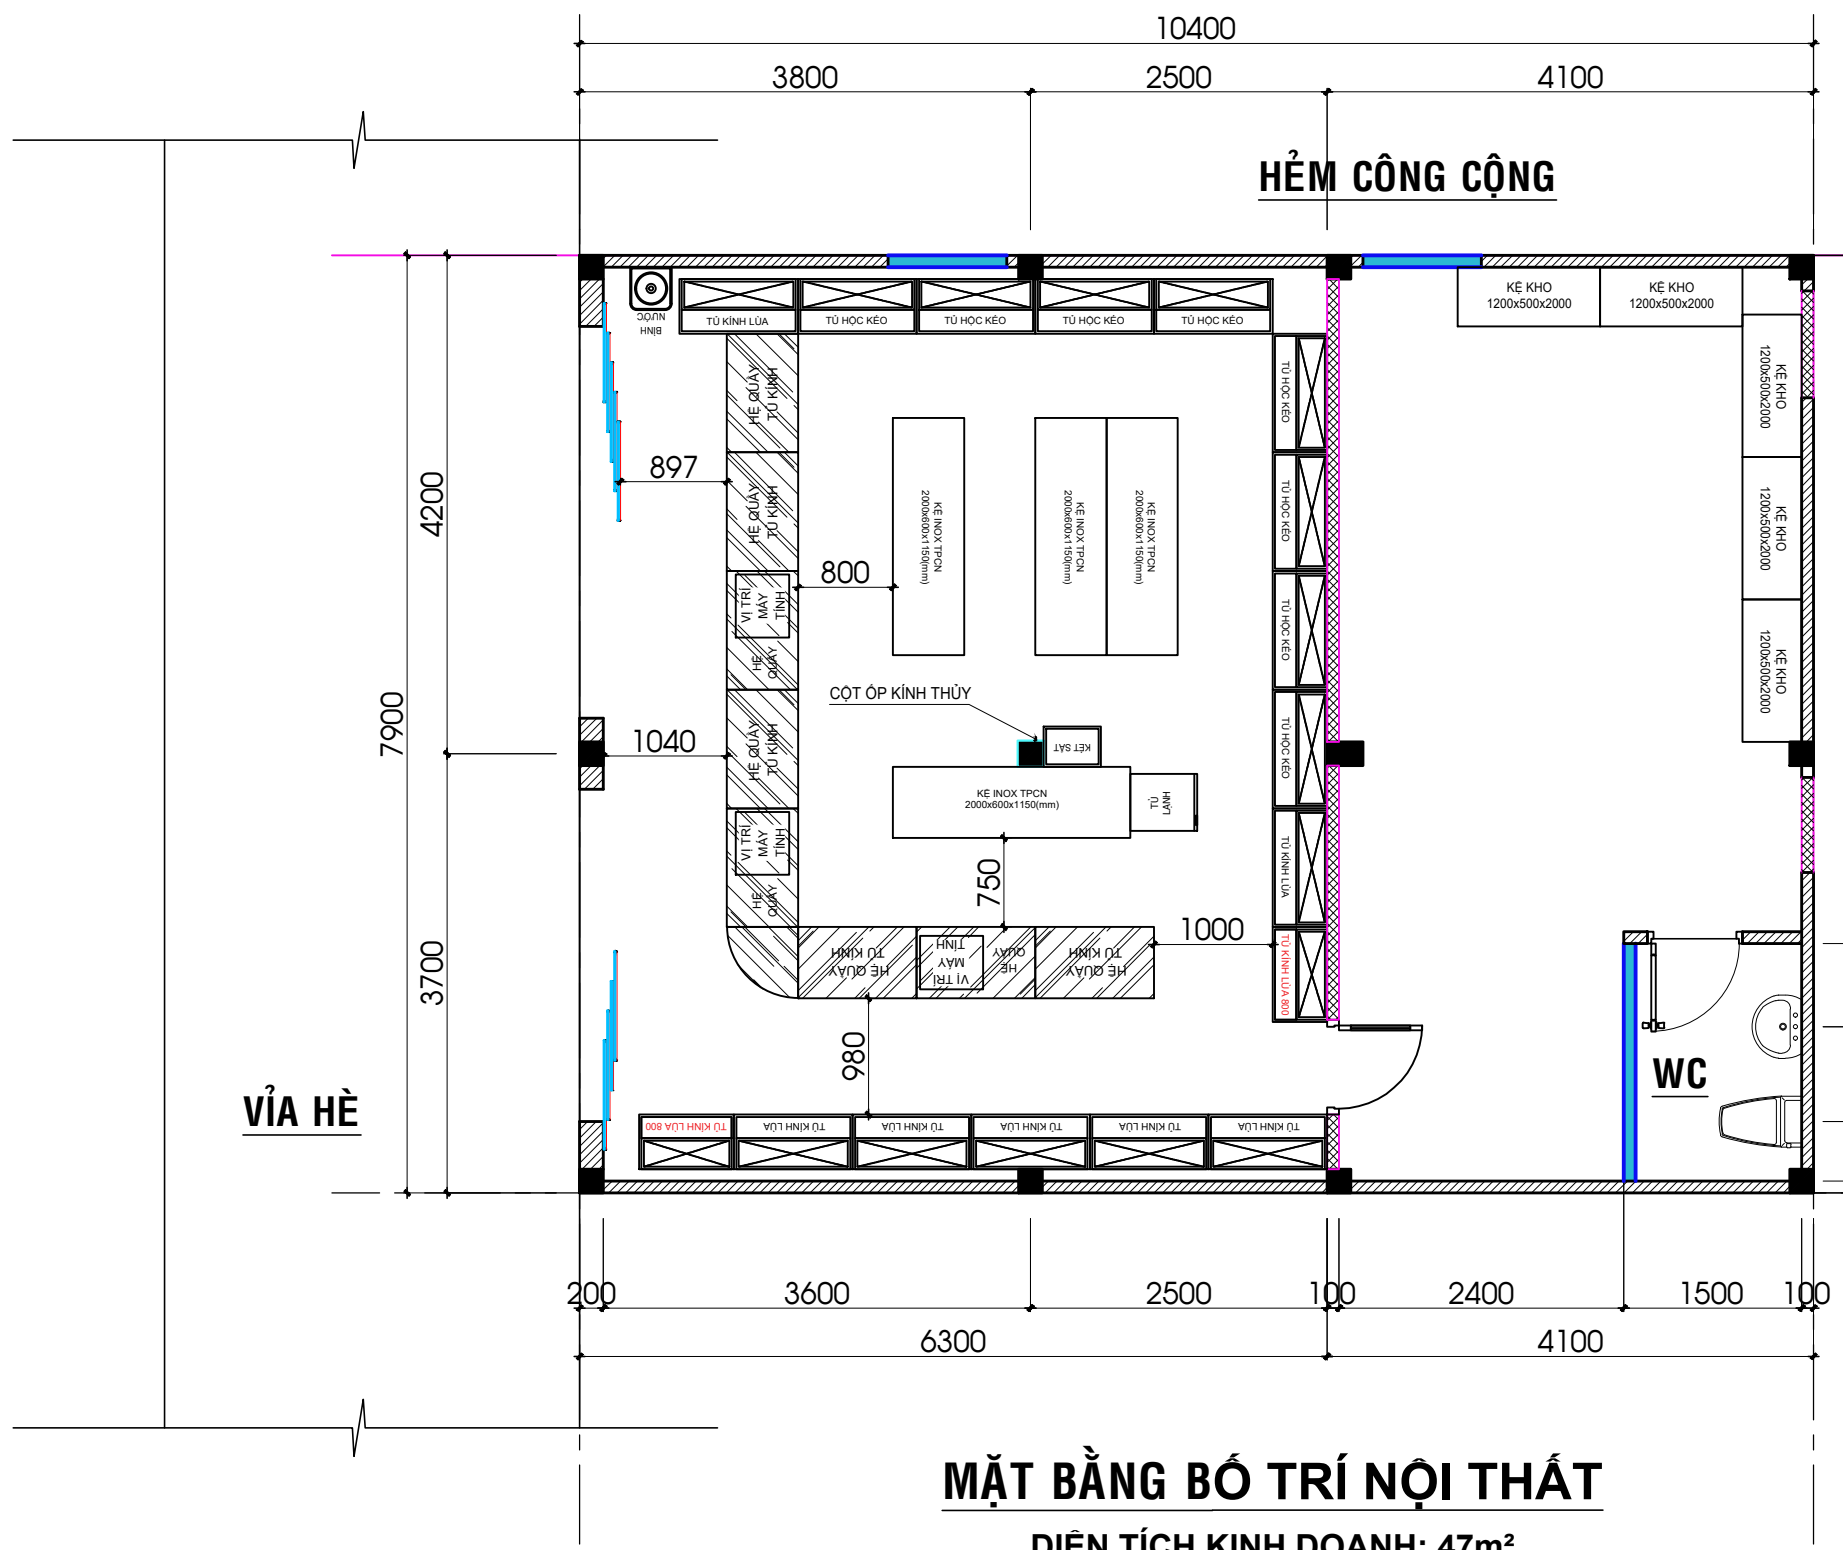 10400
3800
2500
4100
HẺM CÔNG CỘNG
BÌNH
NƯỚC
TỦ KÍNH LÙA
TỦ HỌC KÉO
TỦ HỌC KÉO
TỦ HỌC KÉO
TỦ HỌC KÉO
KỆ KHO
1200x500x2000
KỆ KHO
1200x500x2000
KỆ KHO
1200x500x2000
KỆ KHO
1200x500x2000
KỆ KHO
1200x500x2000
TỦ HỌC KÉO
TỦ HỌC KÉO
TỦ HỌC KÉO
TỦ HỌC KÉO
TỦ KÍNH LÙA
TỦ KÍNH LÙA 800
HỆ QUẦY
TỦ KÍNH
HỆ QUẦY
TỦ KÍNH
VỊ TRÍ
MÁY
TÍNH
HỆ
QUẦY
HỆ QUẦY
TỦ KÍNH
VỊ TRÍ
MÁY
TÍNH
HỆ
QUẦY
897
800
4200
7900
3700
1040
KỆ INOX TPCN
2000x600x1150(mm)
KỆ INOX TPCN
2000x600x1150(mm)
KỆ INOX TPCN
2000x600x1150(mm)
CỘT ỐP KÍNH THỦY
KÉT SẮT
KỆ INOX TPCN
2000x600x1150(mm)
TỦ
LẠNH
750
1000
HỆ QUẦY
TỦ KÍNH
VỊ TRÍ
MÁY
TÍNH
HỆ
QUẦY
HỆ QUẦY
TỦ KÍNH
980
VỈA HÈ
WC
TỦ KÍNH LÙA 800
TỦ KÍNH LÙA
TỦ KÍNH LÙA
TỦ KÍNH LÙA
TỦ KÍNH LÙA
TỦ KÍNH LÙA
200
3600
2500
100
2400
1500
100
6300
4100
MẶT BẰNG BỐ TRÍ NỘI THẤT
DIỆN TÍCH KINH DOANH: 47m²